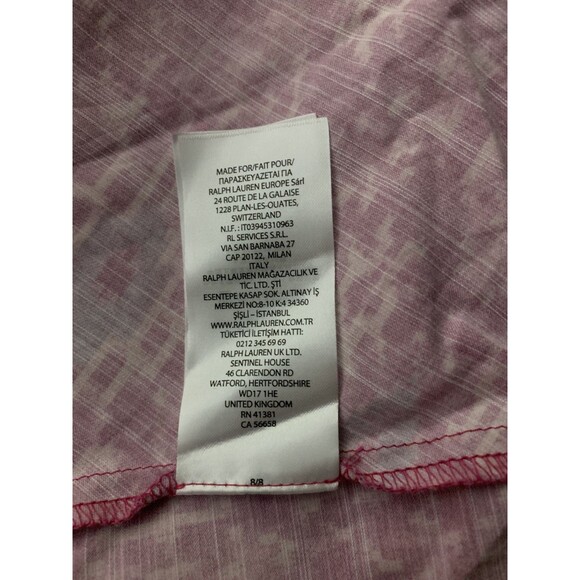 MADE FOR/FAIT POUR/
ΠΑΡΑΣΚΕΥΑΖΕΤΑΙ ΓΙΑ
RALPH LAUREN EUROPE Sárl
24 ROUTE DE LA GALAISE
1228 PLAN-LES-OUATES,
SWITZERLAND
N.I.F.: IT03945310963
RL SERVICES S.R.L.
VIA SAN BARNABA 27
CAP 20122, MILAN
ITALY
RALPH LAUREN MAĞAZACILIK VE
TİC. LTD. ŞTİ
ESENTEPE KASAP SOK. ALTINAY İŞ
MERKEZİ NO:8-10 K:4 34360
ŞİŞLİ – İSTANBUL
WWW.RALPHLAUREN.COM.TR
TÜKETİCİ İLETİŞİM HATTI:
0212 345 69 69
RALPH LAUREN UK LTD.
SENTINEL HOUSE
46 CLARENDON RD
WATFORD, HERTFORDSHIRE
WD17 1HE
UNITED KINGDOM
RN 41381
CA 56658
8/8